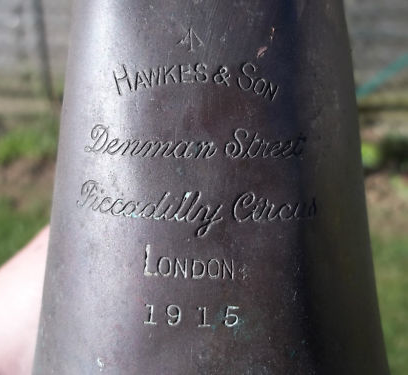 HAWKES & SON
Denman Street
Piccadilly Circus
LONDON
1915